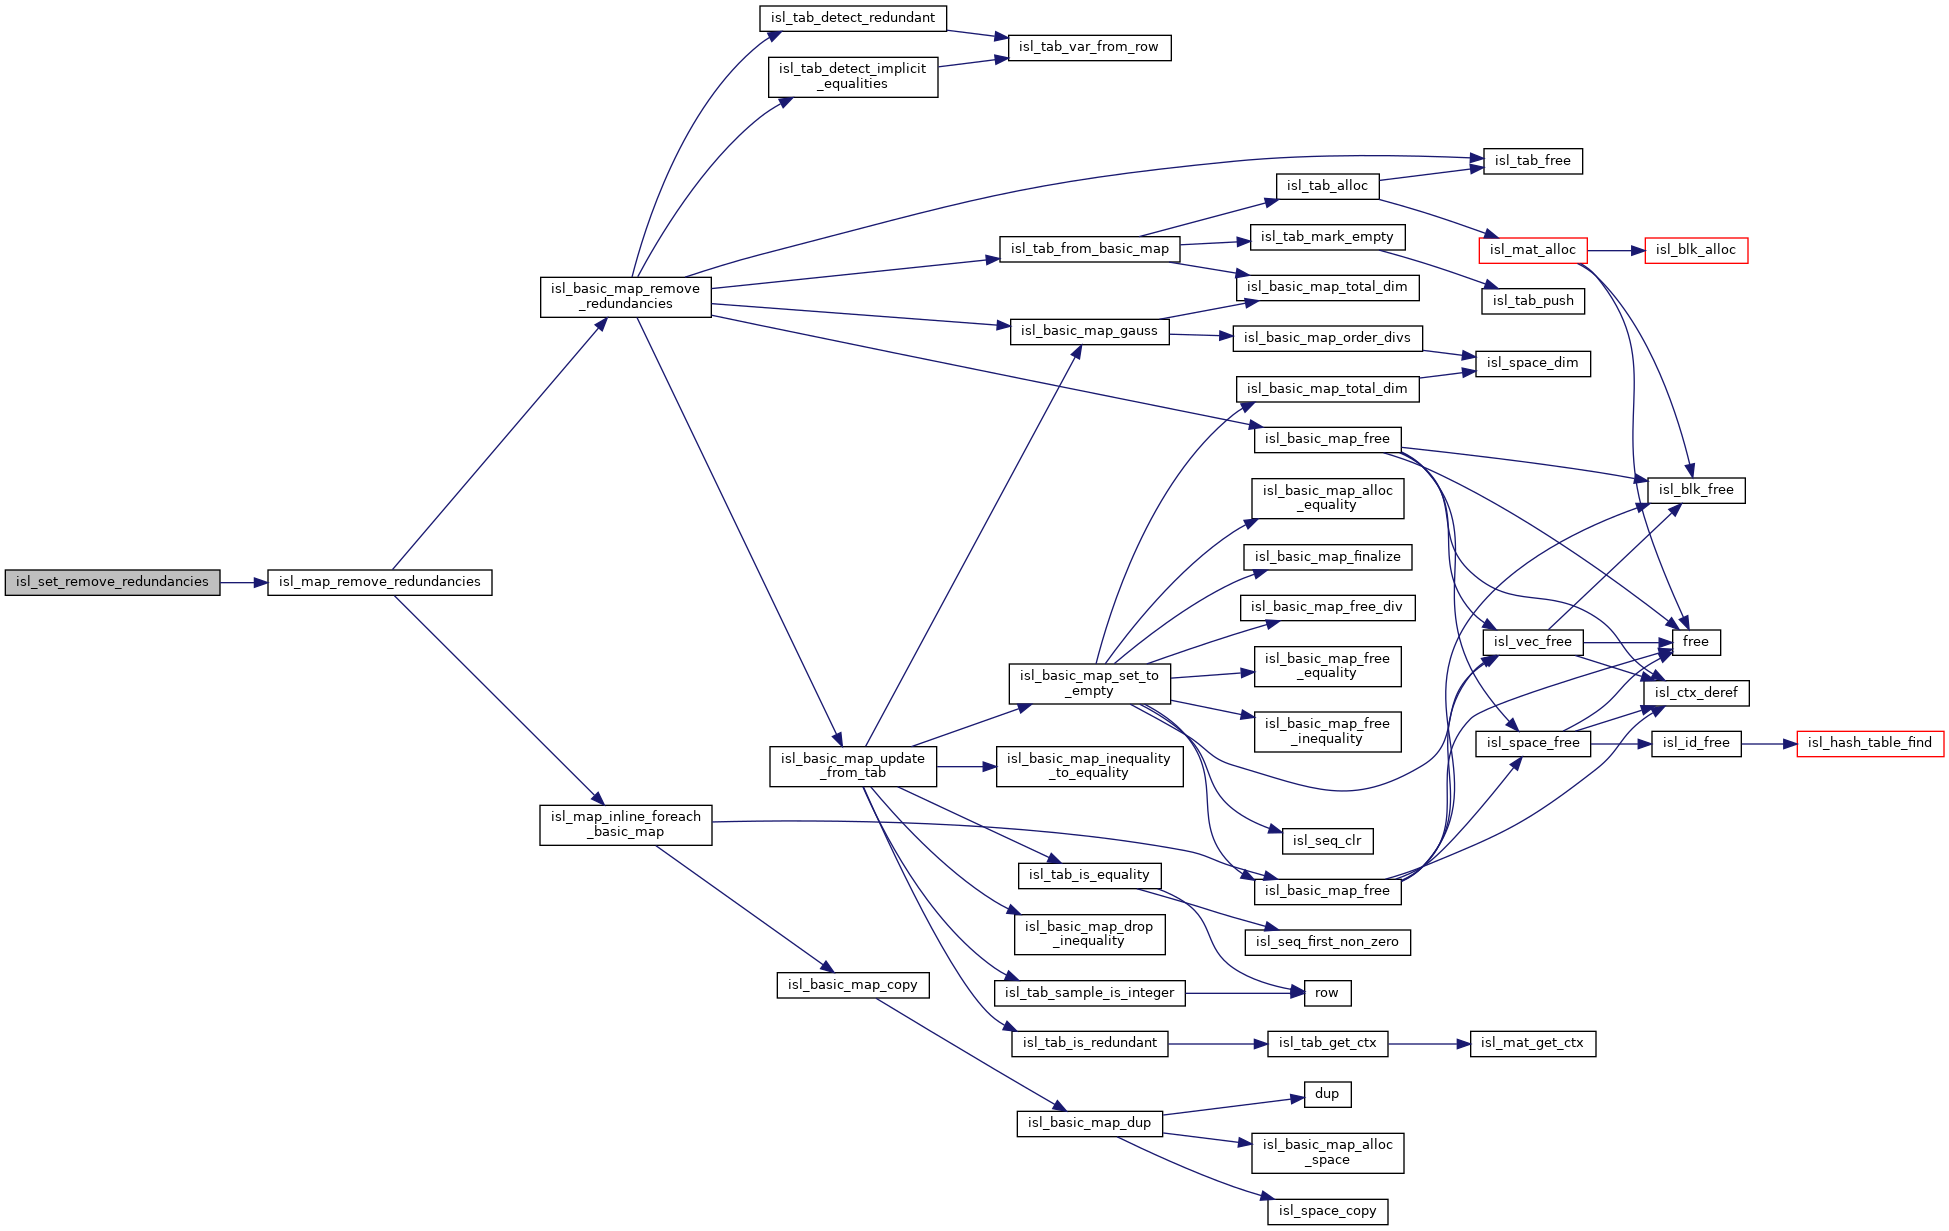 isl_tab_detect_redundant
isl_tab_var_from_row
isl_tab_detect_implicit
_equalities
isl_tab_free
isl_tab_alloc
isl_tab_mark_empty
isl_tab_from_basic_map
isl_mat_alloc
isl_blk_alloc
isl_basic_map_remove
_redundancies
isl_basic_map_total_dim
isl_tab_push
isl_basic_map_gauss
isl_basic_map_order_divs
isl_space_dim
isl_basic_map_total_dim
isl_basic_map_free
isl_basic_map_alloc
_equality
isl_blk_free
isl_basic_map_finalize
isl_set_remove_redundancies
isl_map_remove_redundancies
isl_basic_map_free_div
isl_vec_free
free
isl_basic_map_free
_equality
isl_basic_map_set_to
_empty
isl_ctx_deref
isl_basic_map_free
_inequality
isl_space_free
isl_id_free
isl_hash_table_find
isl_basic_map_update
_from_tab
isl_basic_map_inequality
_to_equality
isl_map_inline_foreach
_basic_map
isl_seq_clr
isl_tab_is_equality
isl_basic_map_free
isl_basic_map_drop
_inequality
isl_seq_first_non_zero
isl_basic_map_copy
isl_tab_sample_is_integer
row
isl_tab_is_redundant
isl_tab_get_ctx
isl_mat_get_ctx
dup
isl_basic_map_dup
isl_basic_map_alloc
_space
isl_space_copy